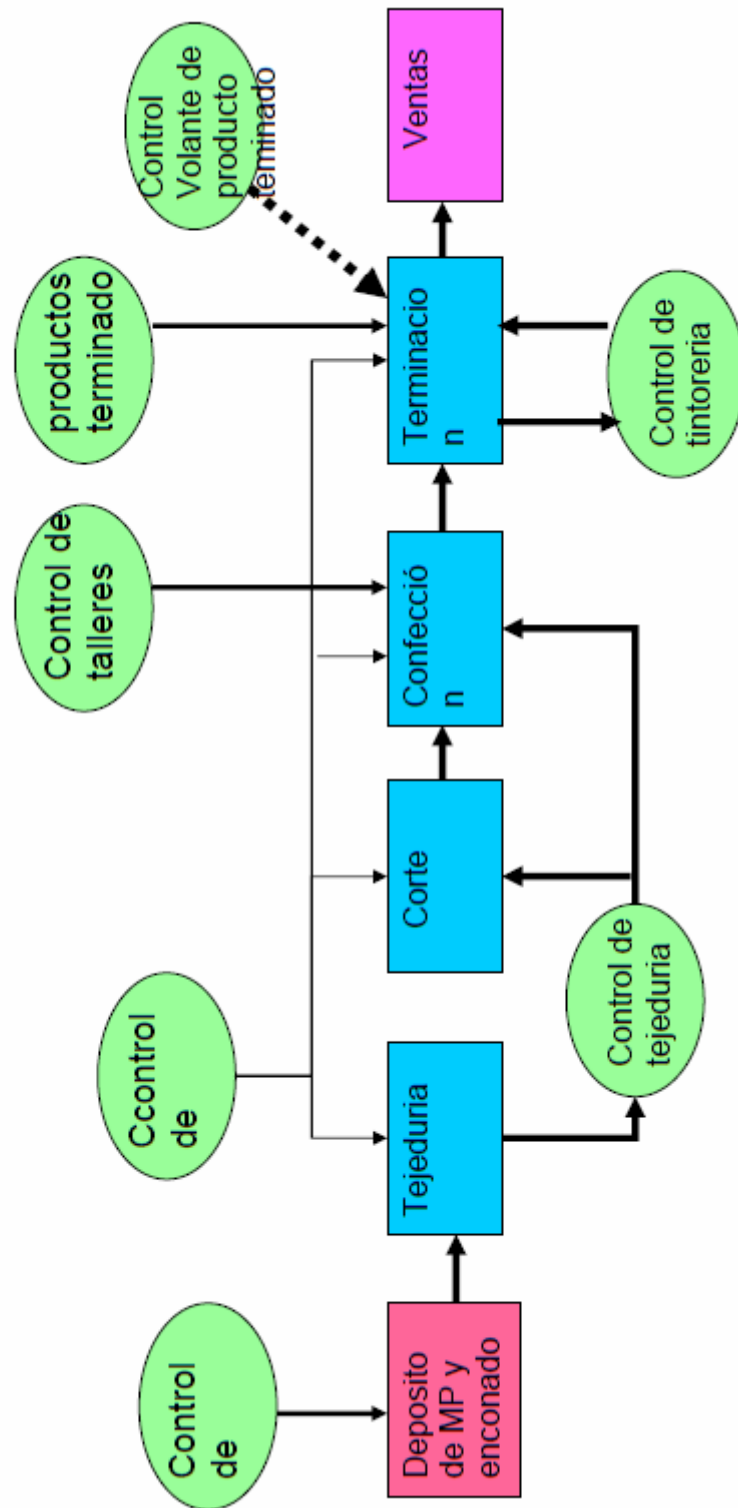 Control
de
Ccontrol
de
Control de
talleres
productos
terminado
Control
Volante de
producto
teminado
Deposito
de MP y
enconado
Tejeduria
Corte
Confecció
n
Terminacio
n
Ventas
Control de
tejeduria
Control de
tintoreria